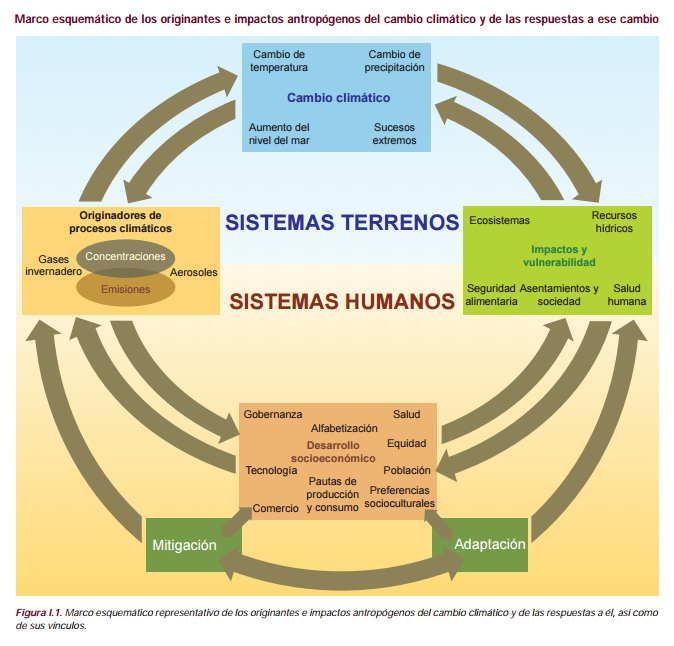 Marco esquemático de los originantes e impactos antropógenos del cambio climático y de las respuestas a ese cambio
Cambio de
temperatura
Cambio de
precipitación
Cambio climático
Aumento del
nivel del mar
Sucesos
extremos
Originadores de
procesos climáticos
Gases
invernadero
Concentraciones
Aerosoles
Emisiones
SISTEMAS TERRENOS
SISTEMAS HUMANOS
Ecosistemas
Recursos
hídricos
Impactos y
vulnerabilidad
Seguridad
alimentaria
Asentamientos y
sociedad
Salud
humana
Gobernanza
Salud
Alfabetización
Desarrollo
socioeconómico
Equidad
Tecnología
Población
Pautas de
producción
y consumo
Preferencias
socioculturales
Comercio
Mitigación
Adaptación
Figura I.1. Marco esquemático representativo de los originantes e impactos antropógenos del cambio climático y de las respuestas a él, así como
de sus vínculos.